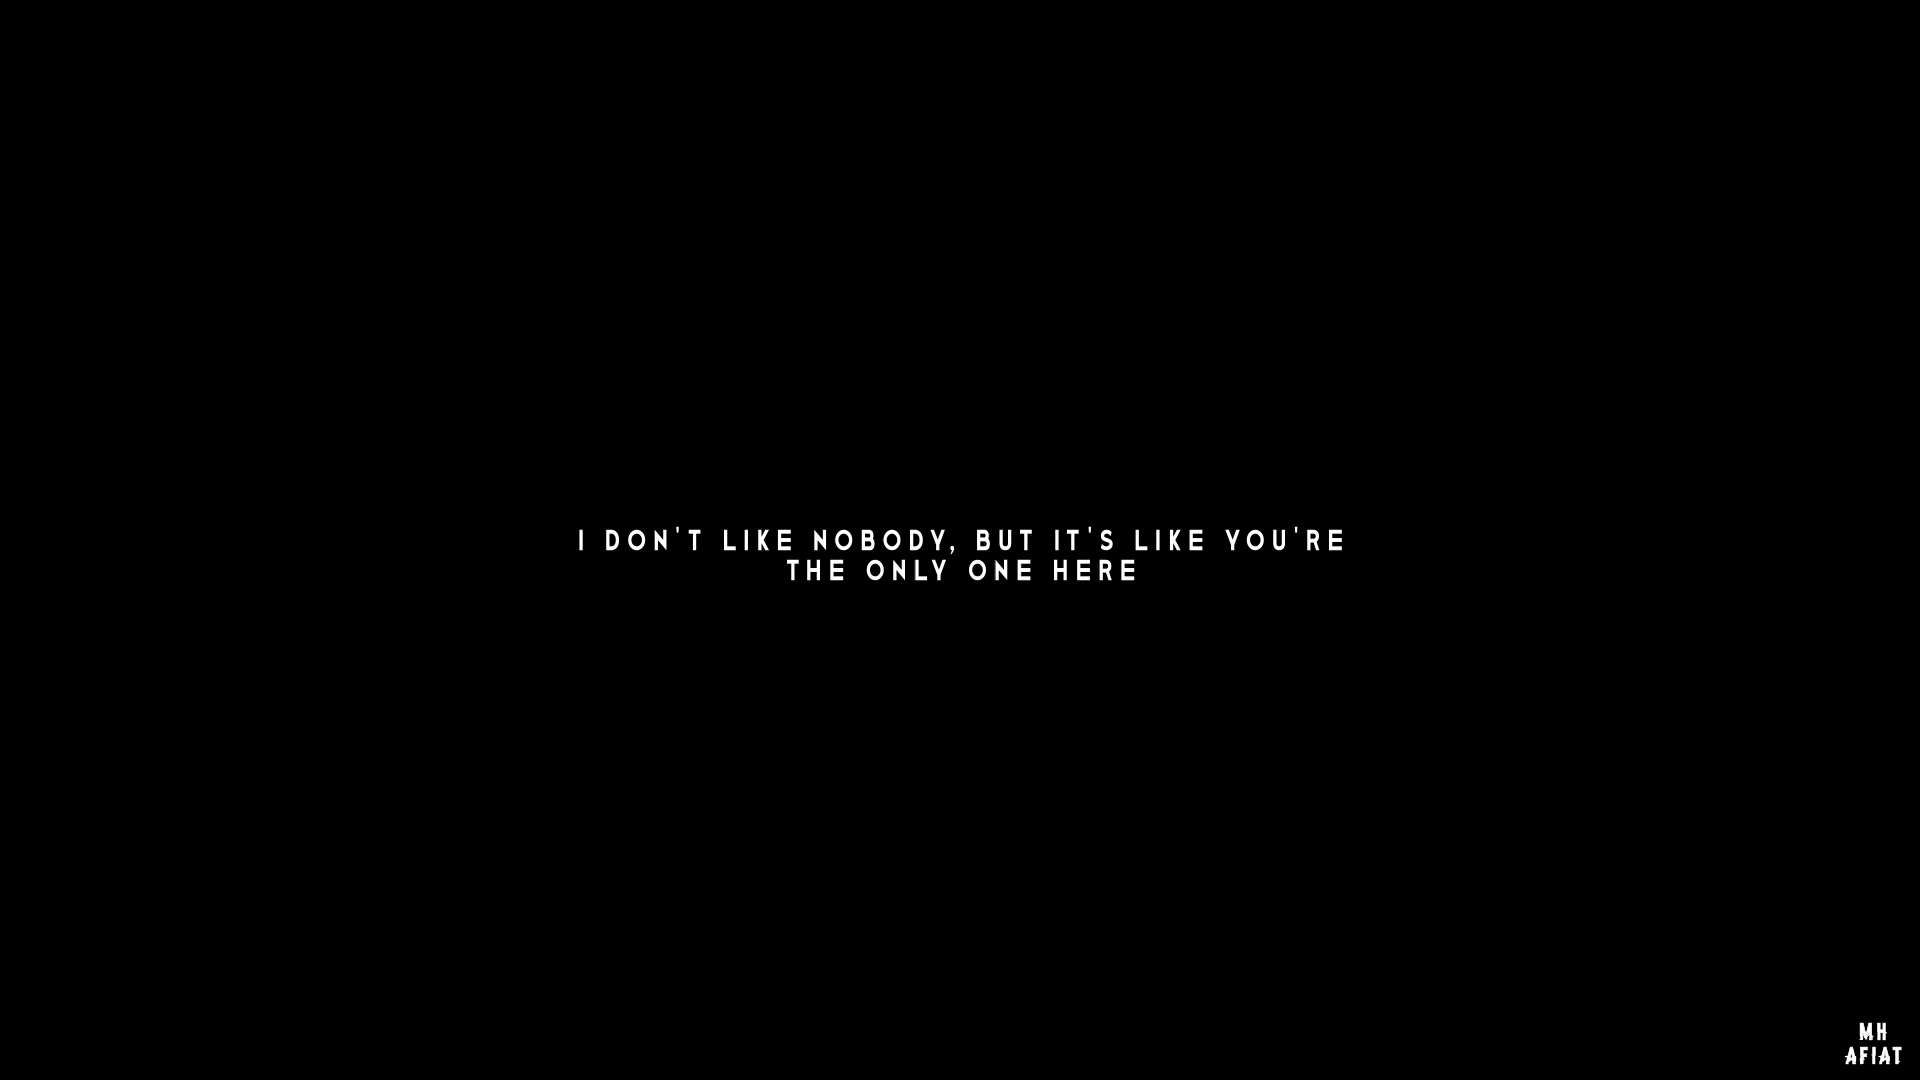 I DON'T LIKE NOBODY, BUT IT'S LIKE YOU'RE
THE ONLY ONE HERE
MH
AFIAT